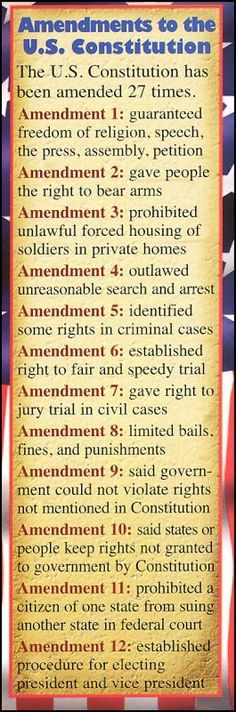 Amendments to the
U.S. Constitution
The U.S. Constitution has
been amended 27 times.
Amendment 1: guaranteed
freedom of religion, speech,
the press, assembly, petition
Amendment 2: gave people
the right to bear arms
Amendment 3: prohibited
unlawful forced housing of
soldiers in private homes
Amendment 4: outlawed
unreasonable search and arrest
Amendment 5: identified
some rights in criminal cases
Amendment 6: established
right to fair and speedy trial
Amendment 7: gave right to
jury trial in civil cases
Amendment 8: limited bails,
fines, and punishments
Amendment 9: said govern-
ment could not violate rights
not mentioned in Constitution
Amendment 10: said states or
people keep rights not granted
to government by Constitution
Amendment 11: prohibited a
citizen of one state from suing
another state in federal court
Amendment 12: established
procedure for electing
president and vice president